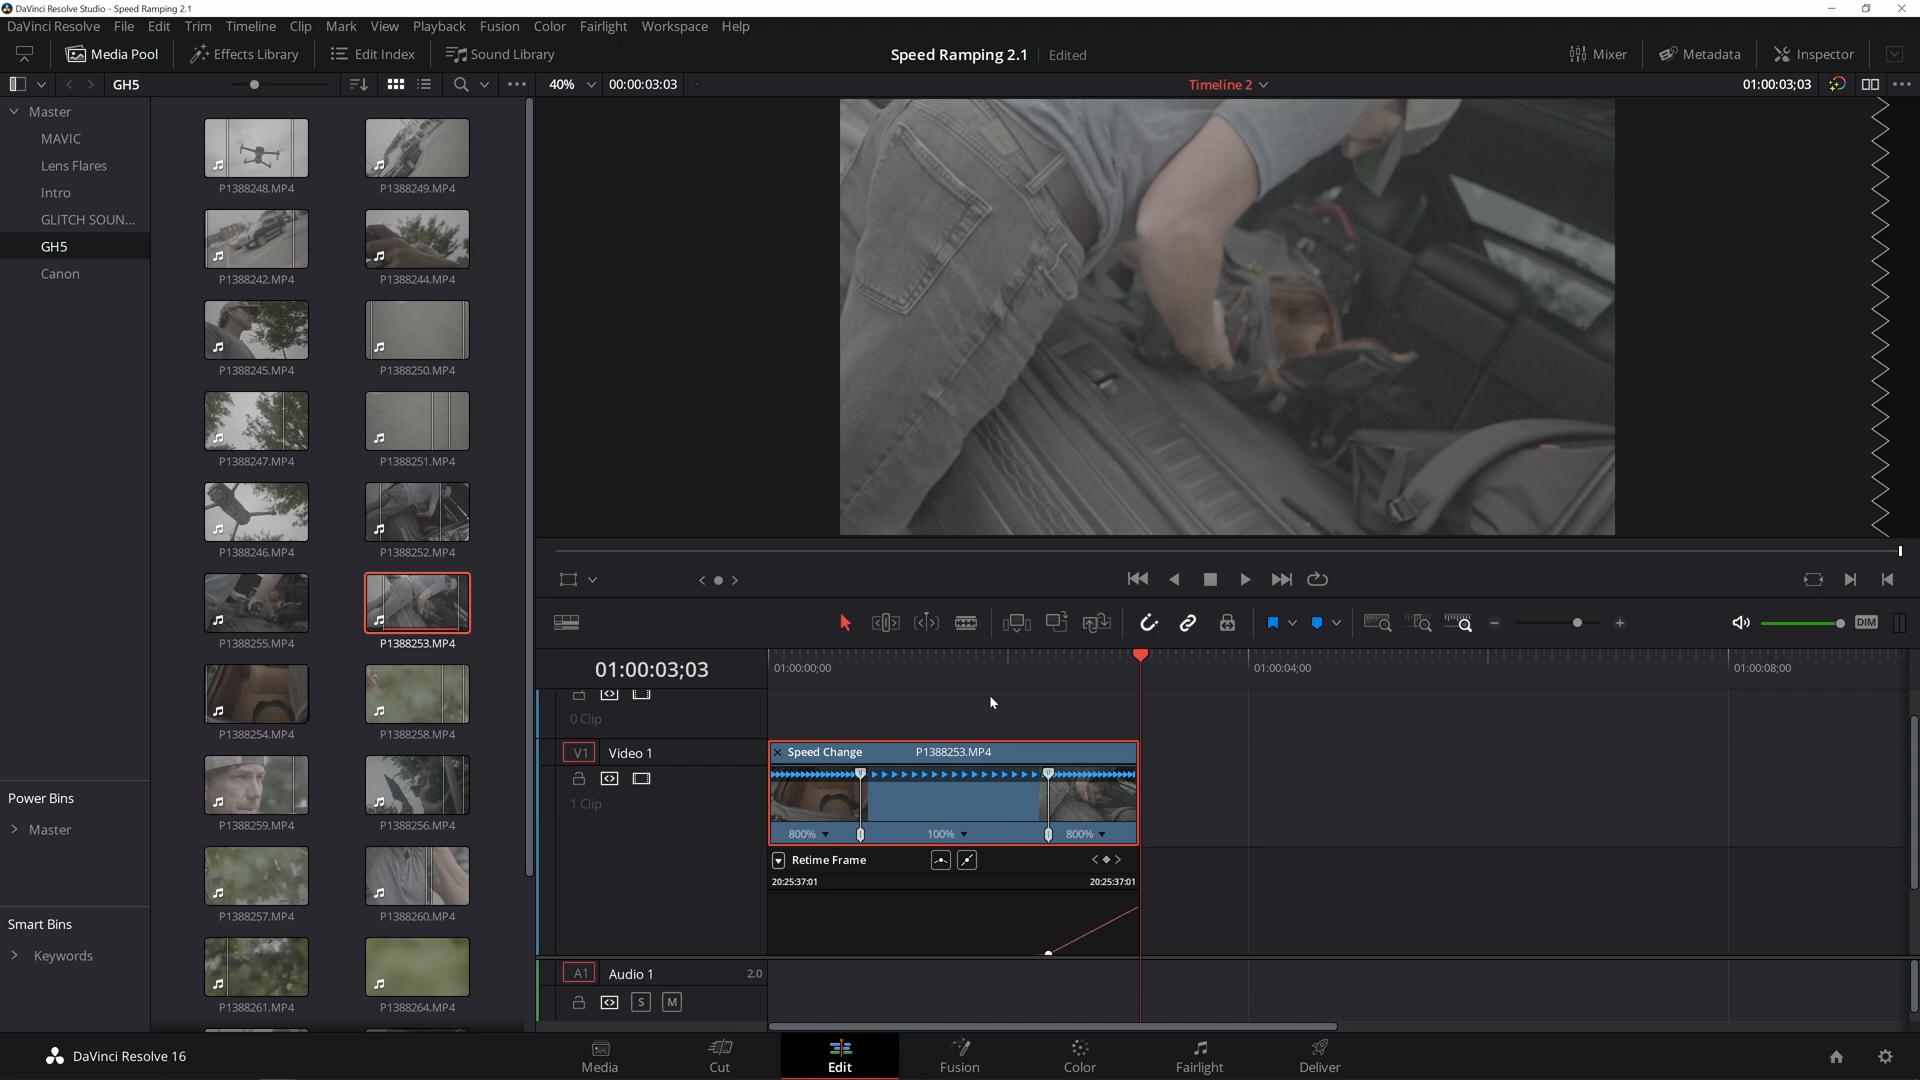 DaVinci Resolve Studio - Speed Ramping 2.1
DaVinci Resolve File Edit Trim Timeline Clip Mark View Playback Fusion Color Fairlight Workspace Help
Media Pool Effects Library Edit Index Sound Library Speed Ramping 2.1 Edited Mixer Metadata Inspector
GH5 40% 00:00:03:03 Timeline 2 01:00:03;03
Master
MAVIC
Lens Flares
Intro
GLITCH SOUN...
GH5
Canon
P1388248.MP4 P1388249.MP4
P1388242.MP4 P1388244.MP4
P1388245.MP4 P1388250.MP4
P1388247.MP4 P1388251.MP4
P1388246.MP4 P1388252.MP4
P1388255.MP4 P1388253.MP4
P1388254.MP4 P1388258.MP4
P1388259.MP4 P1388256.MP4
P1388257.MP4 P1388260.MP4
P1388261.MP4 P1388264.MP4
Power Bins
Master
Smart Bins
Keywords
DIM
01:00:03;03 01:00:00;00 01:00:04;00 01:00:08;00
0 Clip
V1 Video 1
1 Clip
Speed Change P1388253.MP4
800% 100% 800%
Retime Frame
20:25:37:01 20:25:37:01
A1 Audio 1 2.0
S M
DaVinci Resolve 16
Media Cut Edit Fusion Color Fairlight Deliver